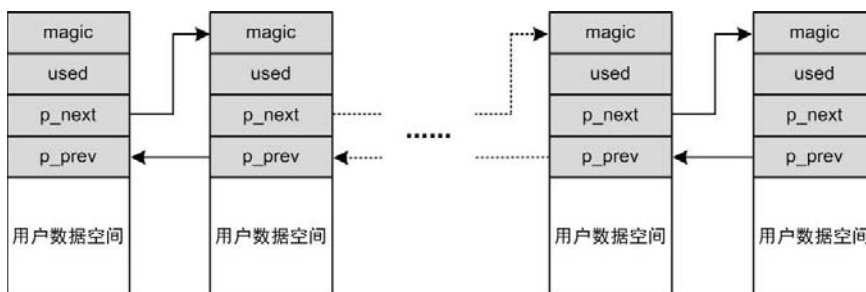 magic
magic
magic
magic
used
used
used
used
p_next
p_next
......
p_next
p_next
p_prev
p_prev
p_prev
p_prev
用户数据空间
用户数据空间
用户数据空间
用户数据空间